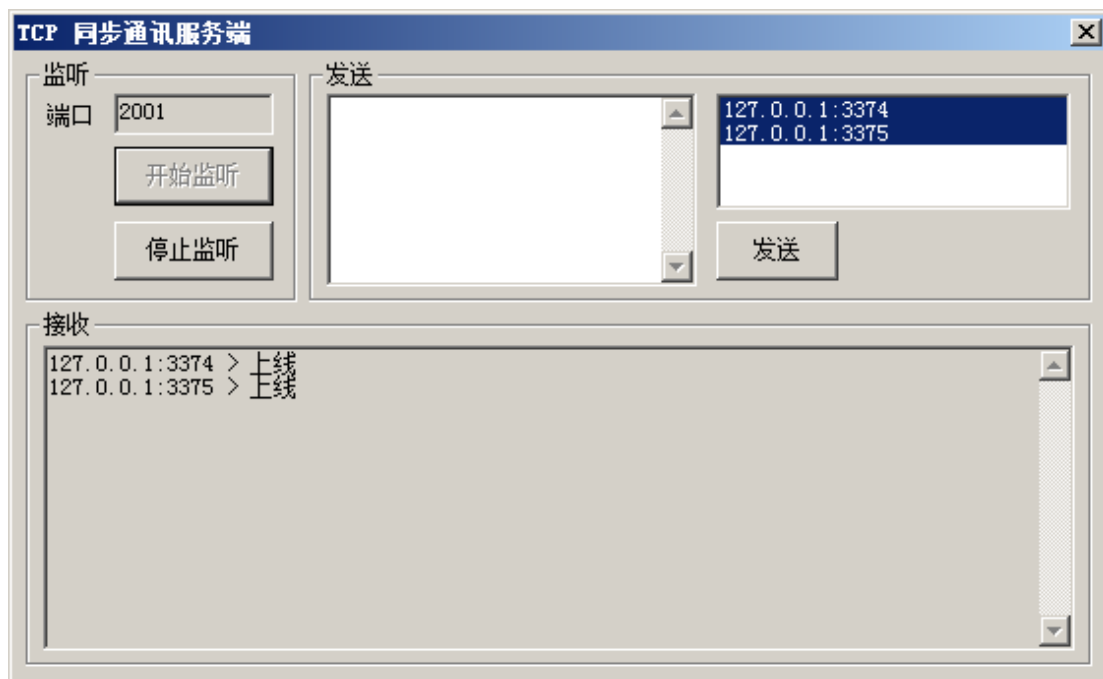 TCP 同步通讯服务端
监听
端口 2001
开始监听
停止监听
发送
127.0.0.1:3374
127.0.0.1:3375
发送
接收
127.0.0.1:3374 > 上线
127.0.0.1:3375 > 上线